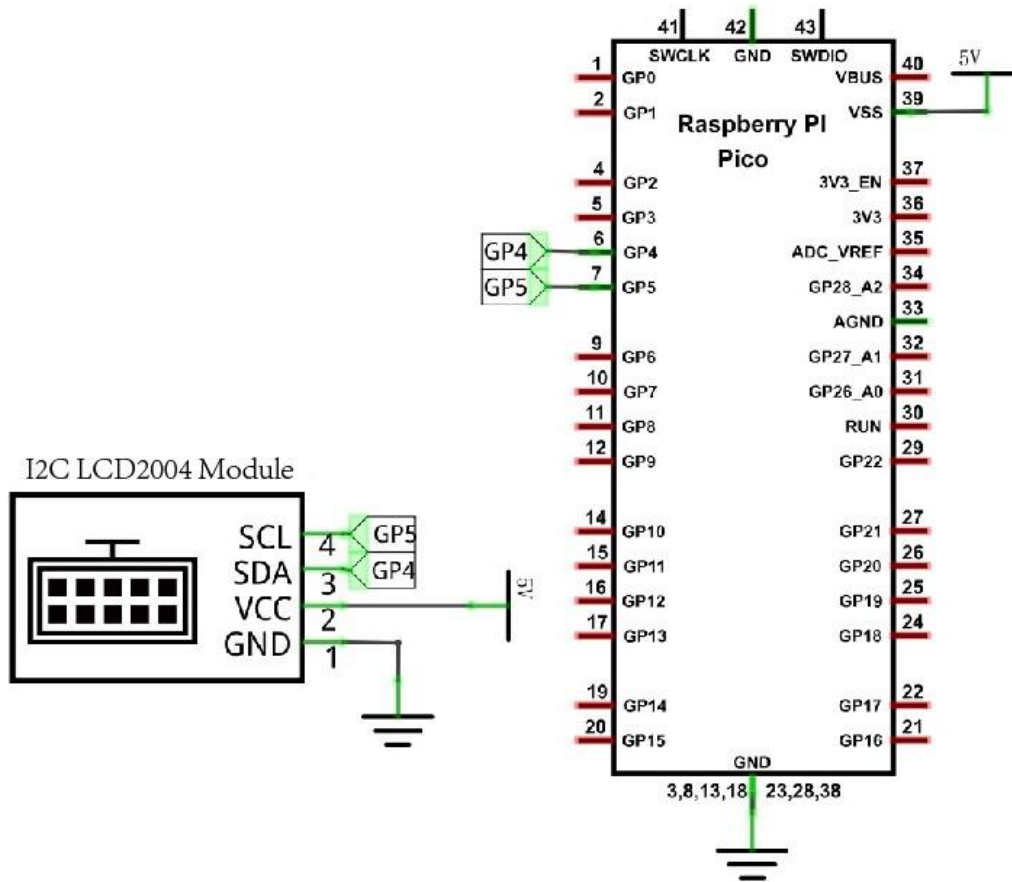 41 42 43
SWCLK GND SWDIO
5V
1 GP0 VBUS 40
2 GP1 VSS 39
Raspberry PI
Pico
4 GP2 3V3_EN 37
5 GP3 3V3 36
GP4 6 GP4 ADC_VREF 35
GP5 7 GP5 GP28_A2 34
AGND 33
9 GP6 GP27_A1 32
10 GP7 GP26_A0 31
11 GP8 RUN 30
12 GP9 GP22 29
I2C LCD2004 Module
SCL 4 GP5
SDA 3 GP4
VCC 2 5V
GND 1
14 GP10 GP21 27
15 GP11 GP20 26
16 GP12 GP19 25
17 GP13 GP18 24
19 GP14 GP17 22
20 GP15 GP16 21
GND
3,8,13,18 23,28,38